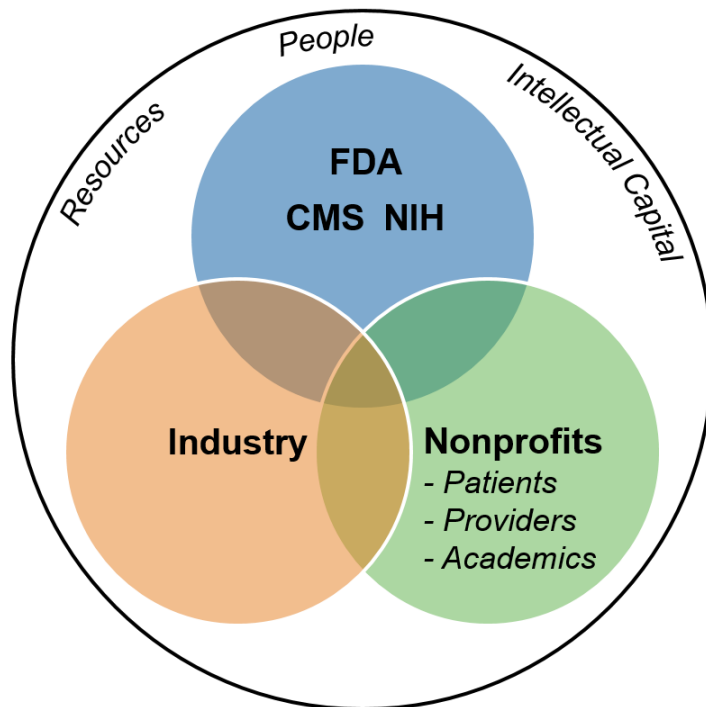 People
Resources
Intellectual Capital
FDA
CMS NIH
Industry
Nonprofits
- Patients
- Providers
- Academics